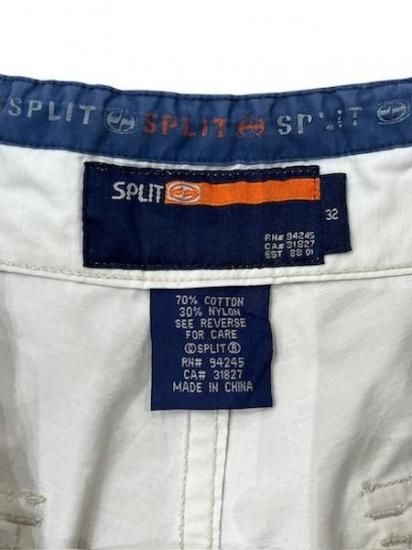 SPLIT SPLIT SPLIT
SPLIT
32
RN# 94245
CA# 31827
EST 88 01
70% COTTON
30% NYLON
SEE REVERSE
FOR CARE
©SPLIT®
RN# 94245
CA# 31827
MADE IN CHINA